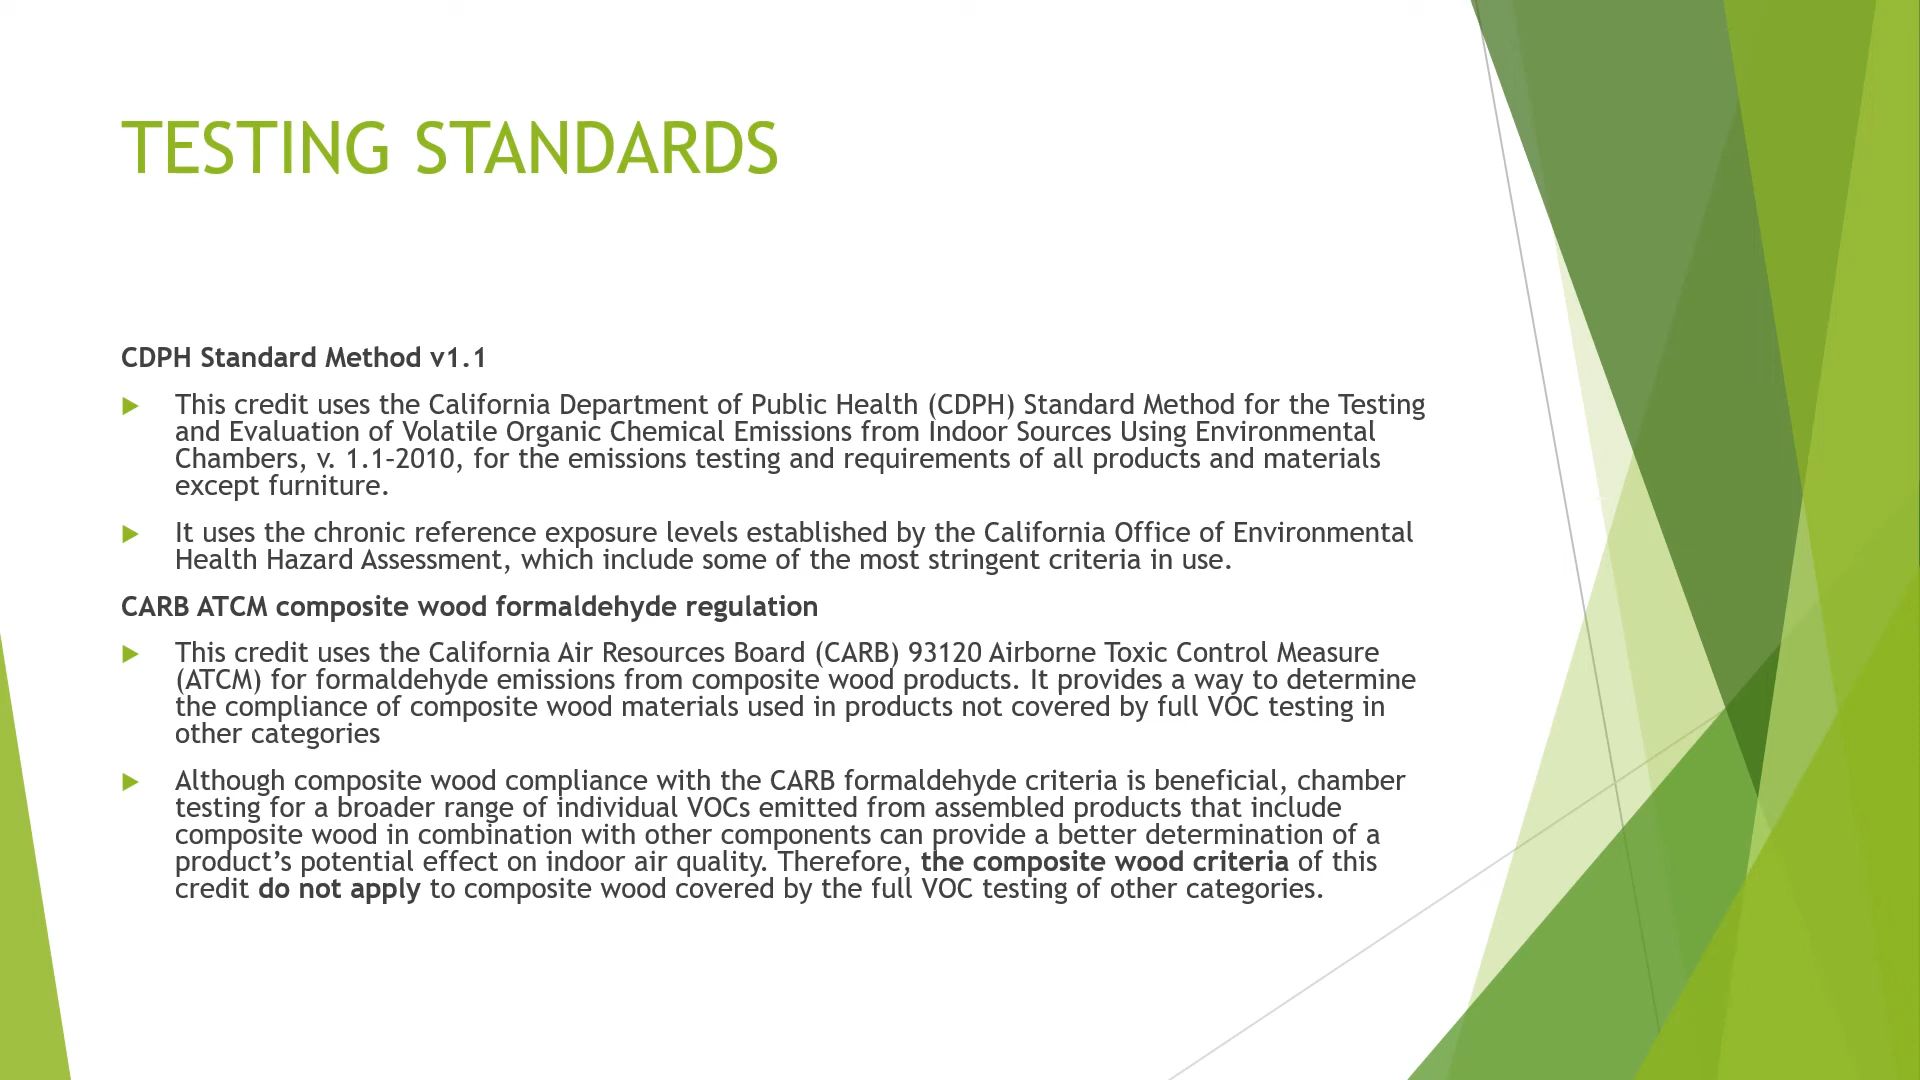 TESTING STANDARDS
CDPH Standard Method v1.1
This credit uses the California Department of Public Health (CDPH) Standard Method for the Testing
and Evaluation of Volatile Organic Chemical Emissions from Indoor Sources Using Environmental
Chambers, v. 1.1–2010, for the emissions testing and requirements of all products and materials
except furniture.
It uses the chronic reference exposure levels established by the California Office of Environmental
Health Hazard Assessment, which include some of the most stringent criteria in use.
CARB ATCM composite wood formaldehyde regulation
This credit uses the California Air Resources Board (CARB) 93120 Airborne Toxic Control Measure
(ATCM) for formaldehyde emissions from composite wood products. It provides a way to determine
the compliance of composite wood materials used in products not covered by full VOC testing in
other categories
Although composite wood compliance with the CARB formaldehyde criteria is beneficial, chamber
testing for a broader range of individual VOCs emitted from assembled products that include
composite wood in combination with other components can provide a better determination of a
product’s potential effect on indoor air quality. Therefore, the composite wood criteria of this
credit do not apply to composite wood covered by the full VOC testing of other categories.